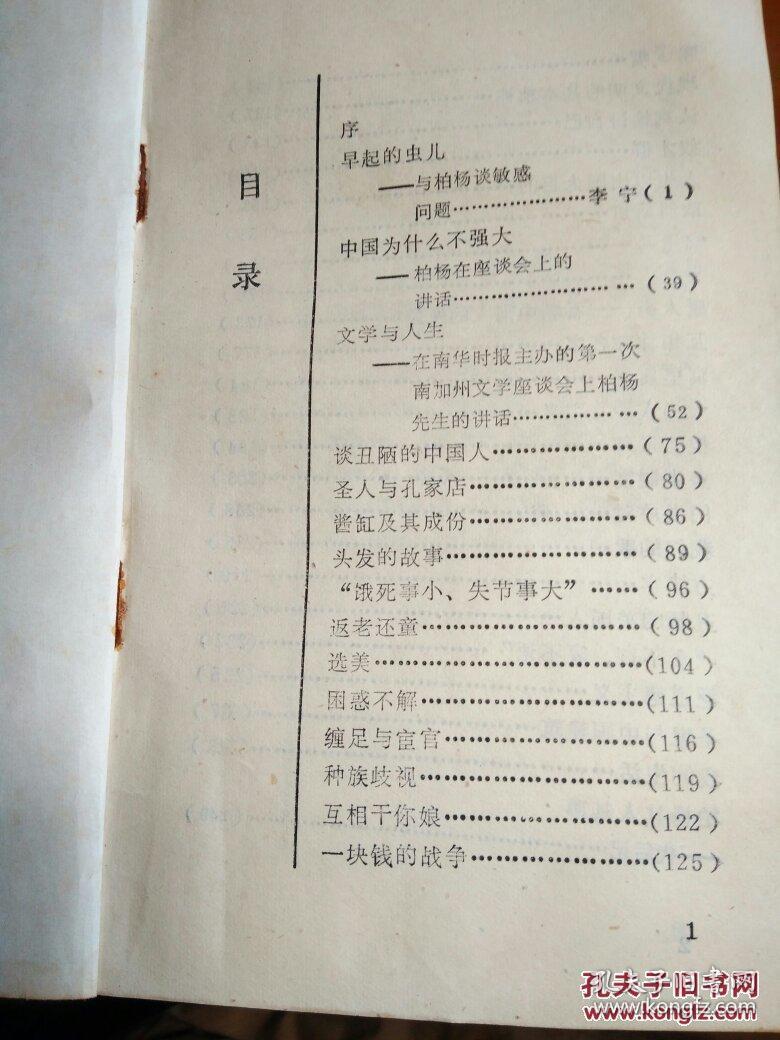 目录
序
早起的虫儿
——与柏杨谈敏感
问题…………………李 宁(1)
中国为什么不强大
——柏杨在座谈会上的
讲话……………………(39)
文学与人生
——在南华时报主办的第一次
南加州文学座谈会上柏杨
先生的讲话……………(52)
谈丑陋的中国人………………(75)
圣人与孔家店…………………(80)
酱缸及其成份…………………(86)
头发的故事……………………(89)
“饿死事小、失节事大”……(96)
返老还童………………………(98)
选美……………………………(104)
困惑不解………………………(111)
缠足与宦官……………………(116)
种族歧视………………………(119)
互相干你娘……………………(122)
一块钱的战争…………………(125)
1
孔夫子旧书网
www.kongfz.com